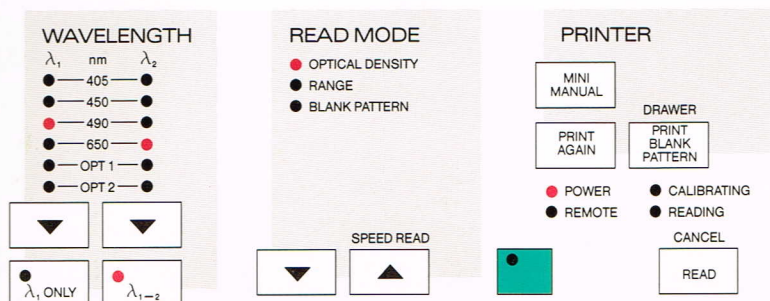 WAVELENGTH
λ1 nm λ2
405
450
490
650
OPT 1
OPT 2
λ1 ONLY
λ1–2
READ MODE
OPTICAL DENSITY
RANGE
BLANK PATTERN
SPEED READ
PRINTER
MINI
MANUAL
DRAWER
PRINT
AGAIN
PRINT
BLANK
PATTERN
POWER
CALIBRATING
REMOTE
READING
CANCEL
READ